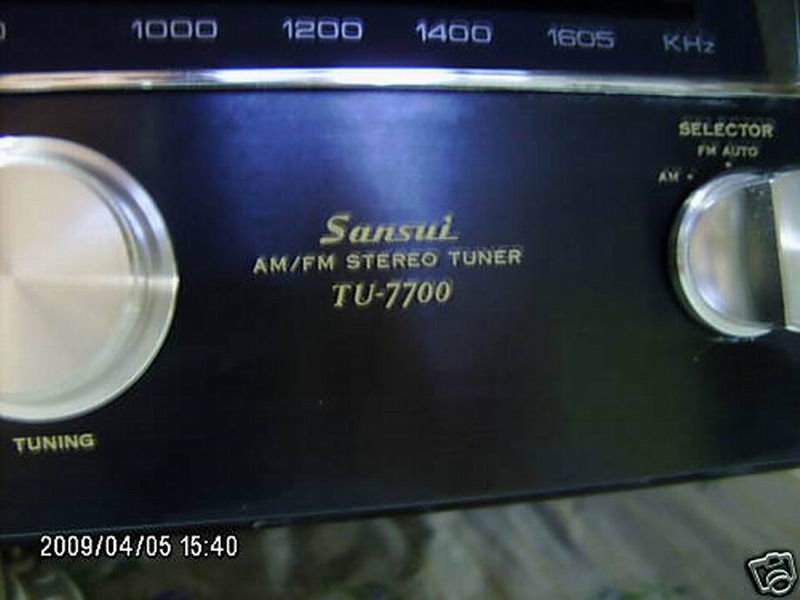 1000 1200 1400 1605 KHz
SELECTOR
FM AUTO
AM
Sansui
AM/FM STEREO TUNER
TU-7700
TUNING
2009/04/05 15:40